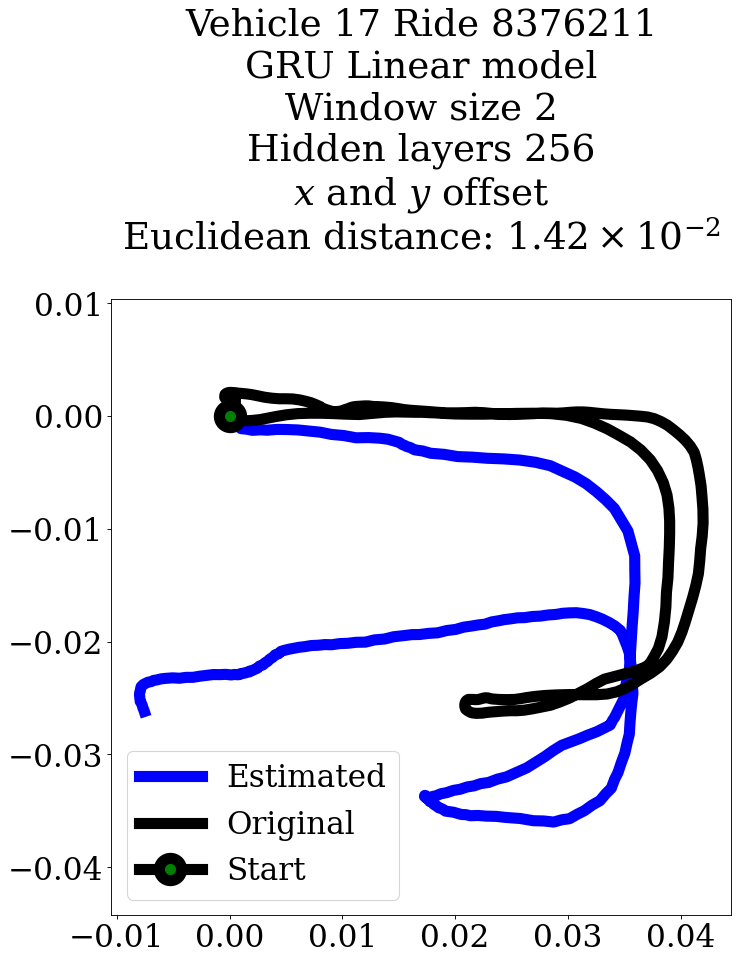 Vehicle 17 Ride 8376211
GRU Linear model
Window size 2
Hidden layers 256
x and y offset
Euclidean distance: 1.42 × 10⁻²
0.01
0.00
−0.01
−0.02
−0.03
−0.04
Estimated
Original
Start
−0.01 0.00 0.01 0.02 0.03 0.04